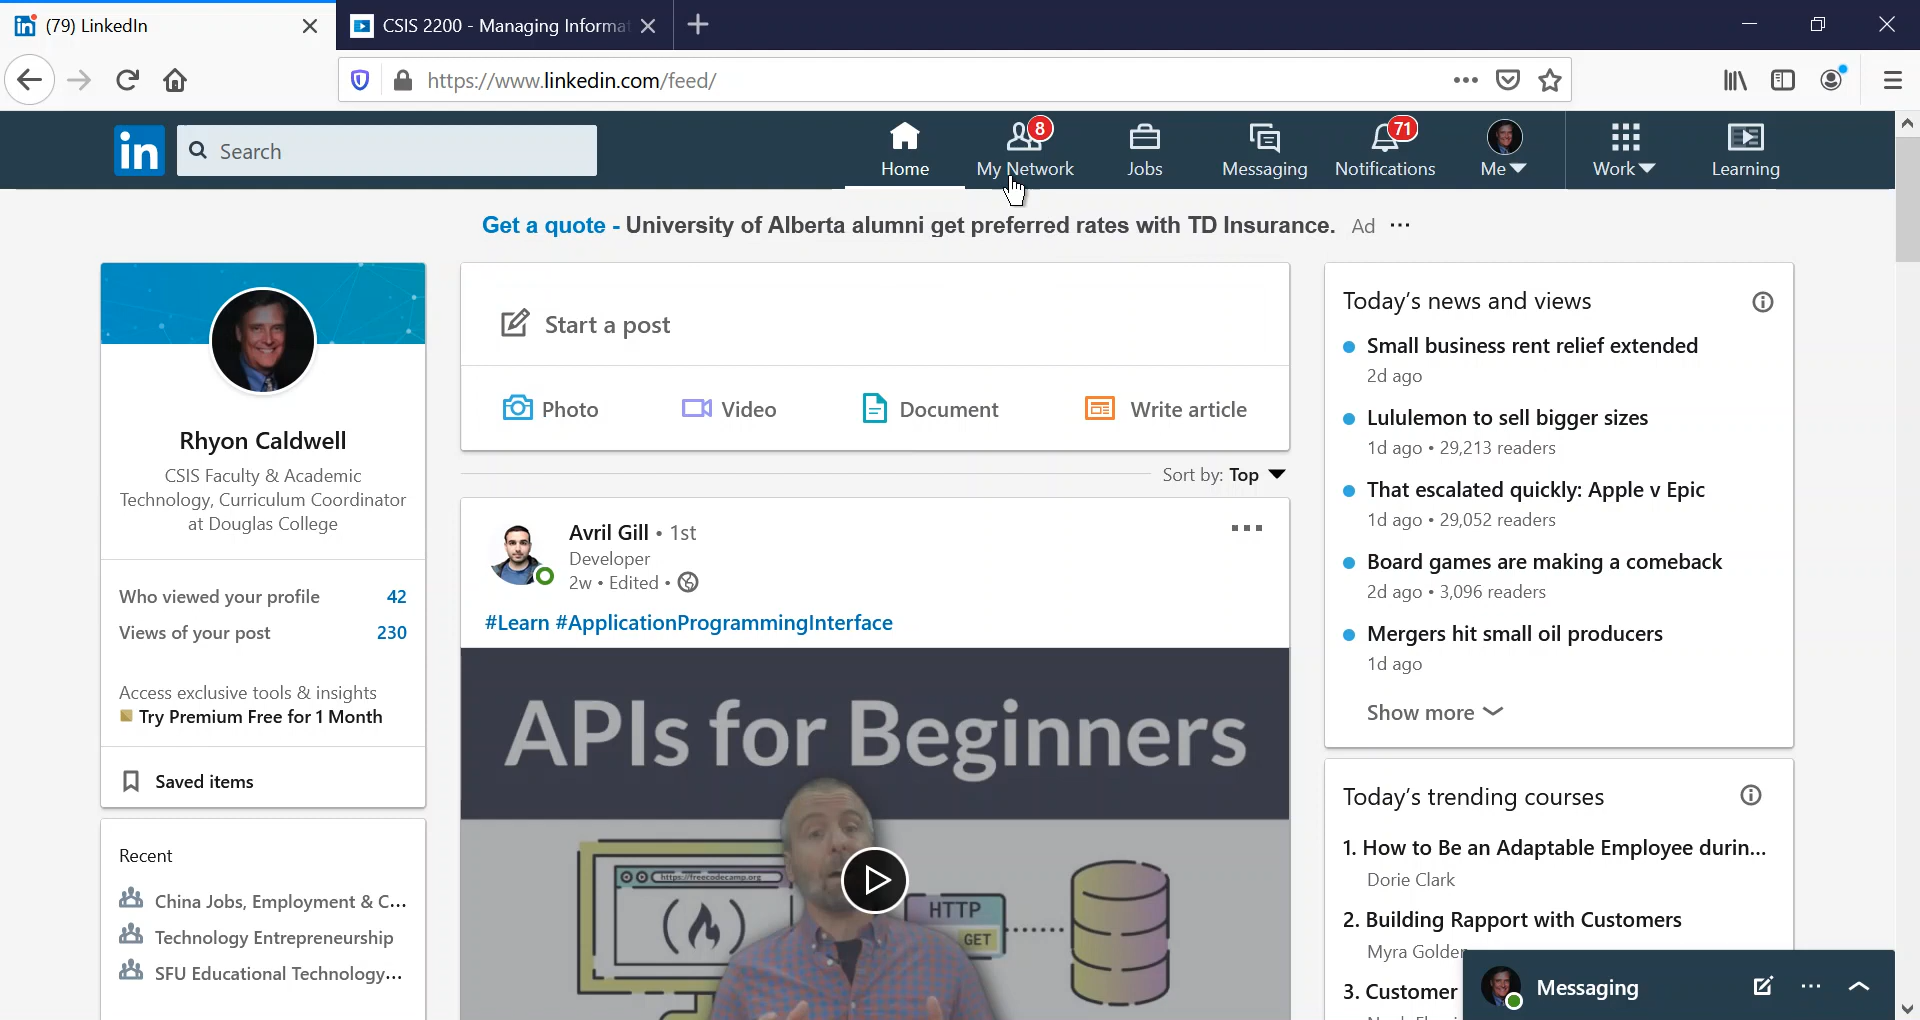 (79) LinkedIn
CSIS 2200 - Managing Informat
https://www.linkedin.com/feed/
in
Search
Home
My Network
8
Jobs
Messaging
Notifications
71
Me
Work
Learning
Get a quote - University of Alberta alumni get preferred rates with TD Insurance. Ad ···
Rhyon Caldwell
CSIS Faculty & Academic
Technology, Curriculum Coordinator
at Douglas College
Who viewed your profile 42
Views of your post 230
Access exclusive tools & insights
Try Premium Free for 1 Month
Saved items
Recent
China Jobs, Employment & C...
Technology Entrepreneurship
SFU Educational Technology...
Start a post
Photo
Video
Document
Write article
Sort by: Top
Avril Gill • 1st
Developer
2w • Edited •
#Learn #ApplicationProgrammingInterface
APIs for Beginners
https://freecodecamp.org
HTTP
GET
Today's news and views
Small business rent relief extended
2d ago
Lululemon to sell bigger sizes
1d ago • 29,213 readers
That escalated quickly: Apple v Epic
1d ago • 29,052 readers
Board games are making a comeback
2d ago • 3,096 readers
Mergers hit small oil producers
1d ago
Show more
Today's trending courses
1. How to Be an Adaptable Employee durin...
Dorie Clark
2. Building Rapport with Customers
Myra Golden
3. Customer
Messaging